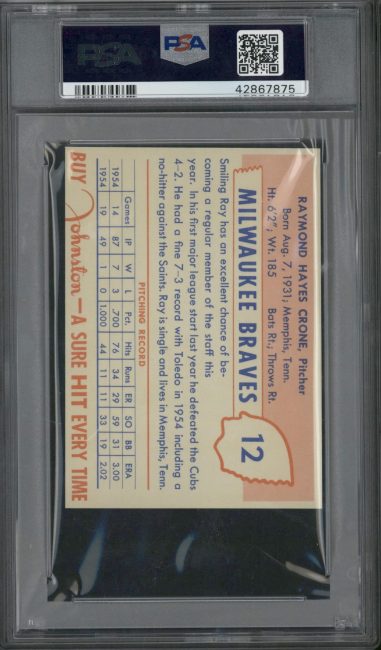 PSA
PSA
42867875
RAYMOND HAYES CRONE, Pitcher
Born Aug. 7, 1931; Memphis, Tenn.
Ht. 6'2"; Wt. 185 Bats Rt.; Throws Rt.
MILWAUKEE BRAVES 12
Smiling Ray has an excellent chance of be-
coming a regular member of the staff this
year. In his first major league start last year he defeated the Cubs
4-2. He had a fine 7-3 record with Toledo in 1954 including a
no-hitter against the Saints. Ray is single and lives in Memphis, Tenn.
PITCHING RECORD
Games IP W L Pct. Hits Runs ER SO BB ERA
1954 14 87 7 3 .700 76 34 29 59 31 3.00
1954 19 49 1 0 1.000 44 11 11 33 19 2.02
BUY Johnston — A SURE HIT EVERY TIME